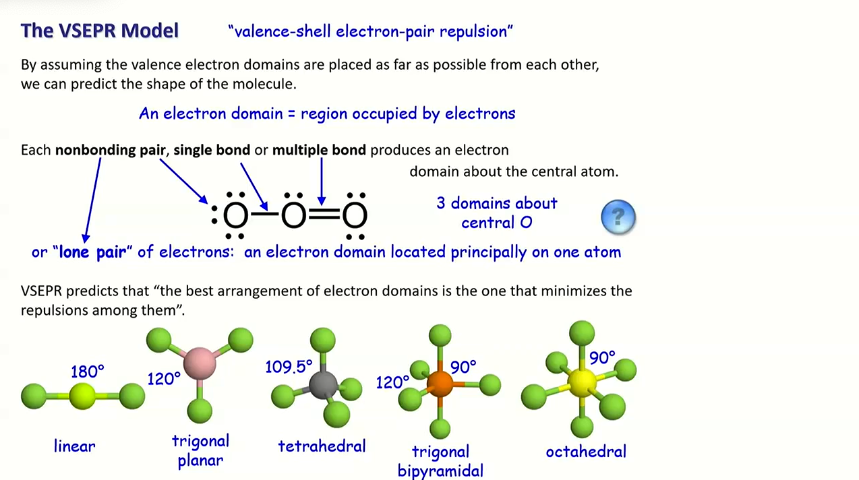 The VSEPR Model
“valence-shell electron-pair repulsion”
By assuming the valence electron domains are placed as far as possible from each other,
we can predict the shape of the molecule.
An electron domain = region occupied by electrons
Each nonbonding pair, single bond or multiple bond produces an electron
domain about the central atom.
O O O
3 domains about
central O
?
or “lone pair” of electrons: an electron domain located principally on one atom
VSEPR predicts that “the best arrangement of electron domains is the one that minimizes the
repulsions among them”.
180°
120°
109.5°
120°
90°
90°
linear
trigonal
planar
tetrahedral
trigonal
bipyramidal
octahedral